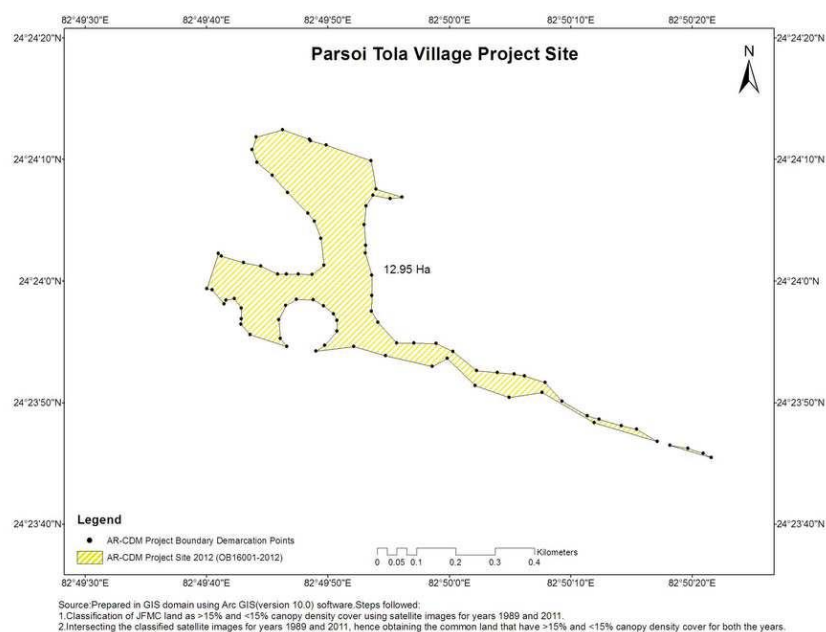 82°49'30"E 82°49'40"E 82°49'50"E 82°50'0"E 82°50'10"E 82°50'20"E
24°24'20"N 24°24'20"N
Parsoi Tola Village Project Site
N
24°24'10"N 24°24'10"N
12.95 Ha
24°24'0"N 24°24'0"N
24°23'50"N 24°23'50"N
Legend
AR-CDM Project Boundary Demarcation Points
24°23'40"N 24°23'40"N
AR-CDM Project Site 2012 (OB16001-2012)
Kilometers
0 0.05 0.1 0.2 0.3 0.4
82°49'30"E 82°49'40"E 82°49'50"E 82°50'0"E 82°50'10"E 82°50'20"E
Source:Prepared in GIS domain using Arc GIS(version 10.0) software.Steps followed:
1.Classification of JFMC land as >15% and <15% canopy density cover using satellite images for years 1989 and 2011.
2.Intersecting the classified satellite images for years 1989 and 2011, hence obtaining the common land that have >15% and <15% canopy density cover for both the years.